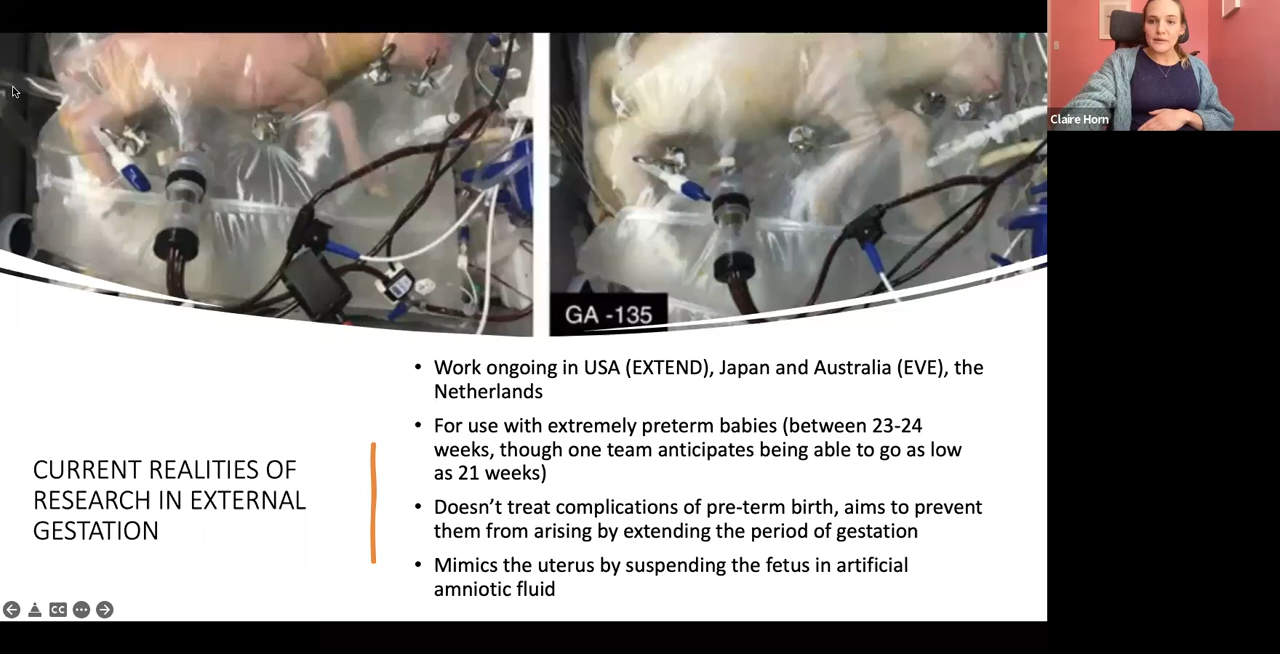 Claire Horn
GA -135
• Work ongoing in USA (EXTEND), Japan and Australia (EVE), the
Netherlands
• For use with extremely preterm babies (between 23-24
weeks, though one team anticipates being able to go as low
as 21 weeks)
• Doesn’t treat complications of pre-term birth, aims to prevent
them from arising by extending the period of gestation
• Mimics the uterus by suspending the fetus in artificial
amniotic fluid
CURRENT REALITIES OF
RESEARCH IN EXTERNAL
GESTATION
CC